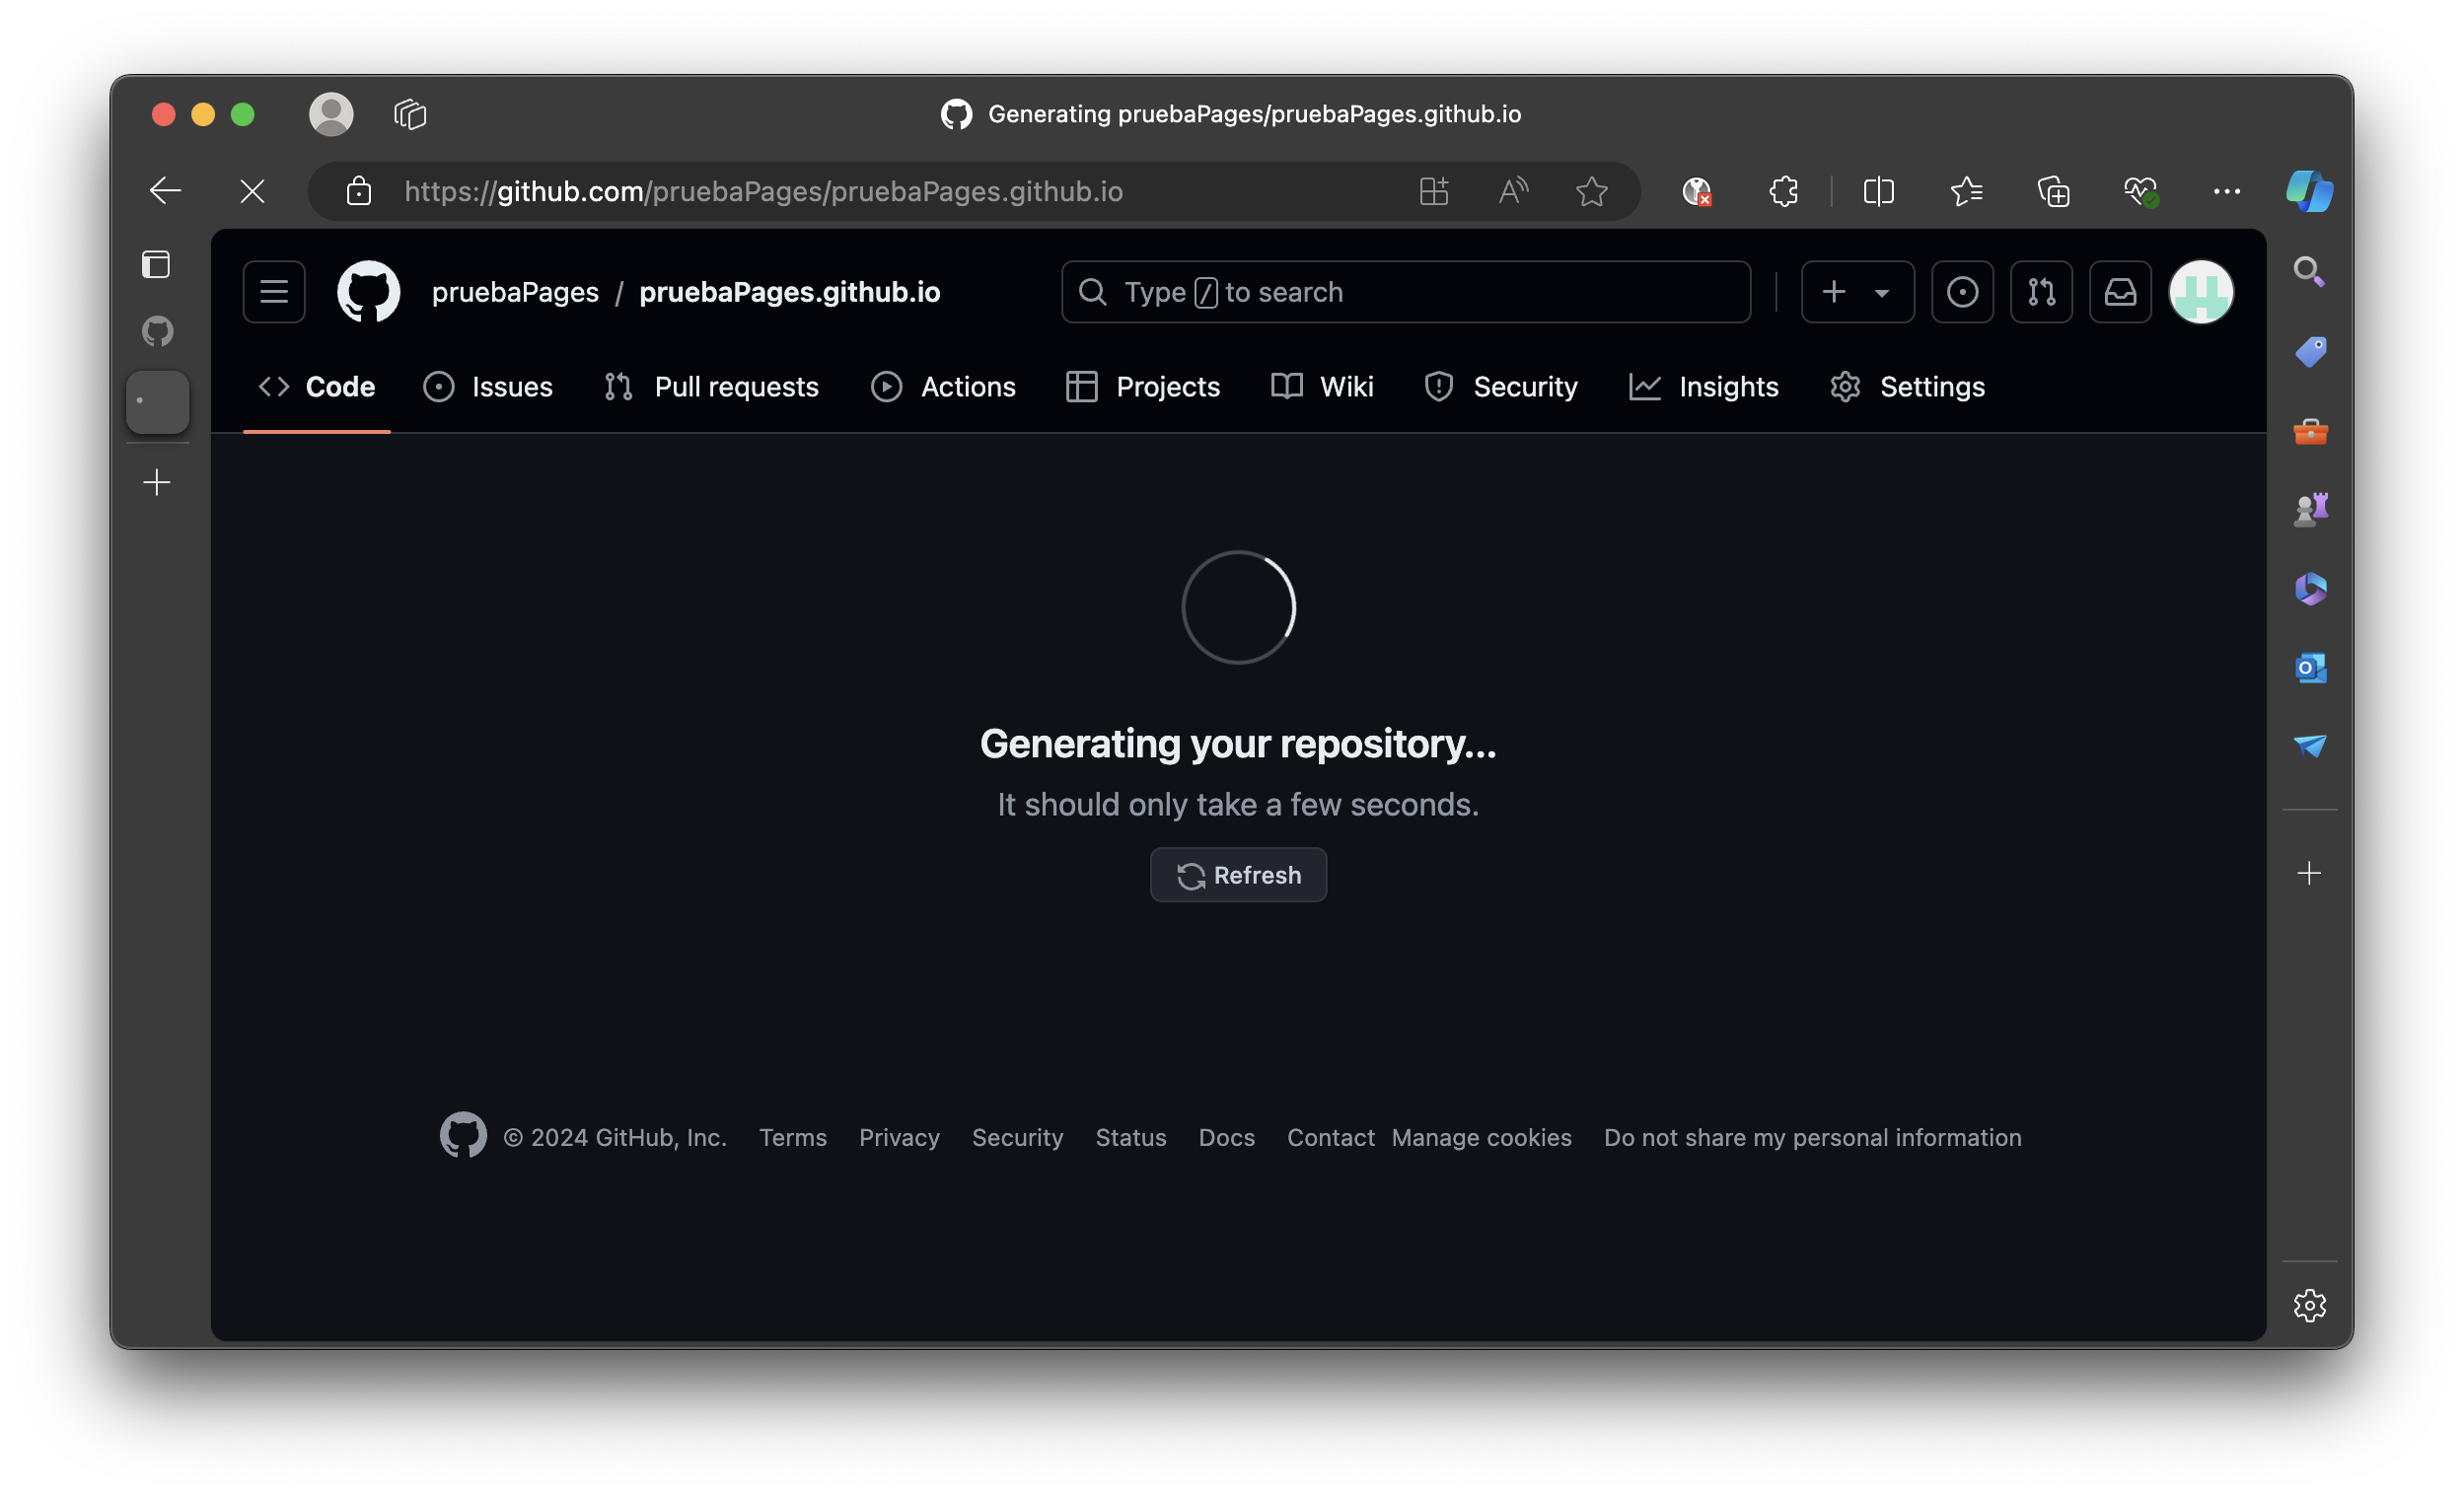 Generating pruebaPages/pruebaPages.github.io
https://github.com/pruebaPages/pruebaPages.github.io
pruebaPages / pruebaPages.github.io
Type / to search
Code Issues Pull requests Actions Projects Wiki Security Insights Settings
Generating your repository...
It should only take a few seconds.
Refresh
© 2024 GitHub, Inc. Terms Privacy Security Status Docs Contact Manage cookies Do not share my personal information